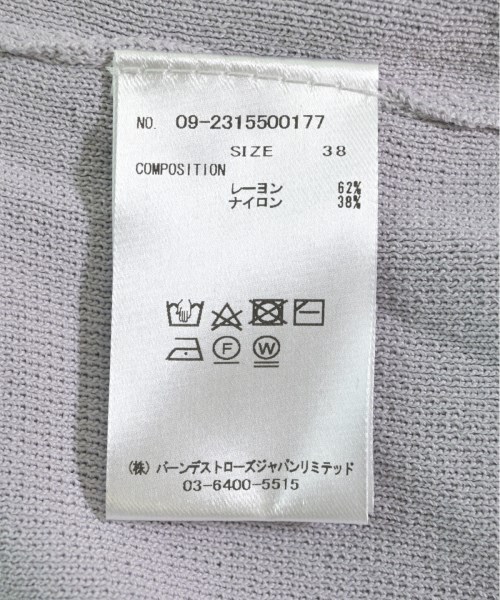 NO. 09-2315500177
SIZE 38
COMPOSITION
レーヨン 62%
ナイロン 38%
F W
(株) バーンデストローズジャパンリミテッド
03-6400-5515